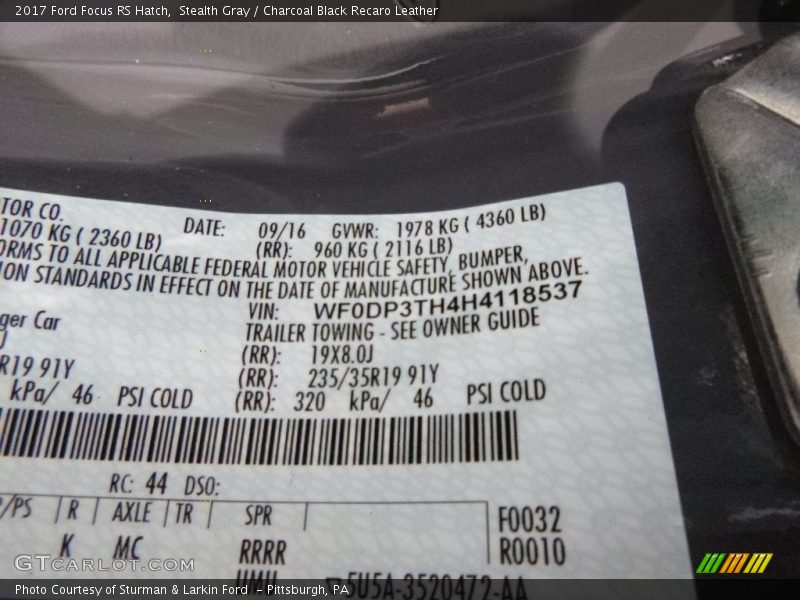 2017 Ford Focus RS Hatch, Stealth Gray / Charcoal Black Recaro Leather
TOR CO.
DATE: 09/16 GVWR: 1978 KG ( 4360 LB)
1070 KG ( 2360 LB) (RR): 960 KG ( 2116 LB)
ORMS TO ALL APPLICABLE FEDERAL MOTOR VEHICLE SAFETY, BUMPER,
ION STANDARDS IN EFFECT ON THE DATE OF MANUFACTURE SHOWN ABOVE.
VIN: WF0DP3TH4H4118537
ger Car TRAILER TOWING - SEE OWNER GUIDE
J (RR): 19X8.0J
R19 91Y (RR): 235/35R19 91Y
kPa/ 46 PSI COLD (RR): 320 kPa/ 46 PSI COLD
RC: 44 DSO:
P/PS R AXLE TR SPR F0032
K MC RRRR R0010
5U5A-3520472-AA
GTCARLOT.COM
Photo Courtesy of Sturman & Larkin Ford - Pittsburgh, PA